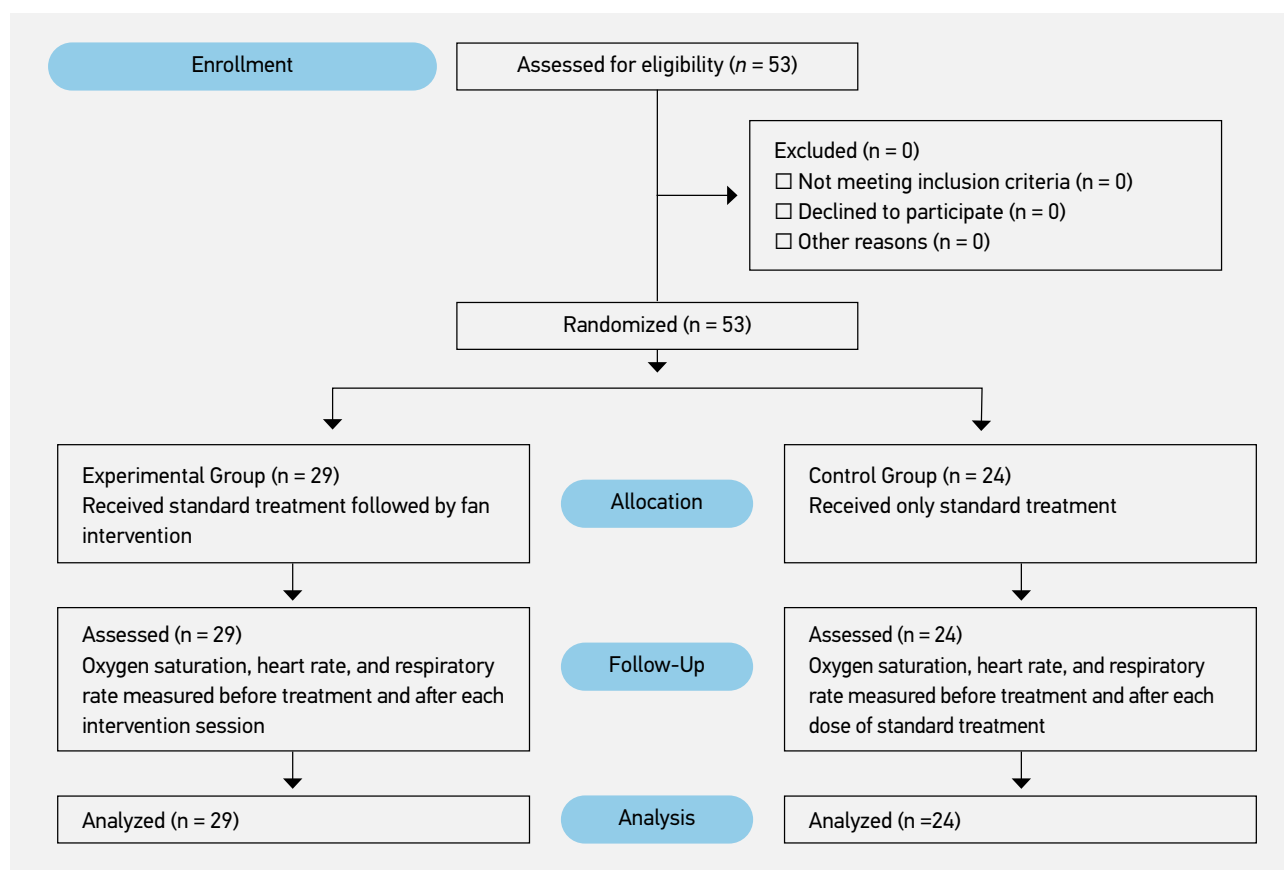 Enrollment
Assessed for eligibility (n = 53)
Excluded (n = 0)
☐ Not meeting inclusion criteria (n = 0)
☐ Declined to participate (n = 0)
☐ Other reasons (n = 0)
Randomized (n = 53)
Experimental Group (n = 29)
Received standard treatment followed by fan
intervention
Allocation
Control Group (n = 24)
Received only standard treatment
Assessed (n = 29)
Oxygen saturation, heart rate, and respiratory
rate measured before treatment and after each
intervention session
Follow-Up
Assessed (n = 24)
Oxygen saturation, heart rate, and respiratory
rate measured before treatment and after each
dose of standard treatment
Analyzed (n = 29)
Analysis
Analyzed (n =24)